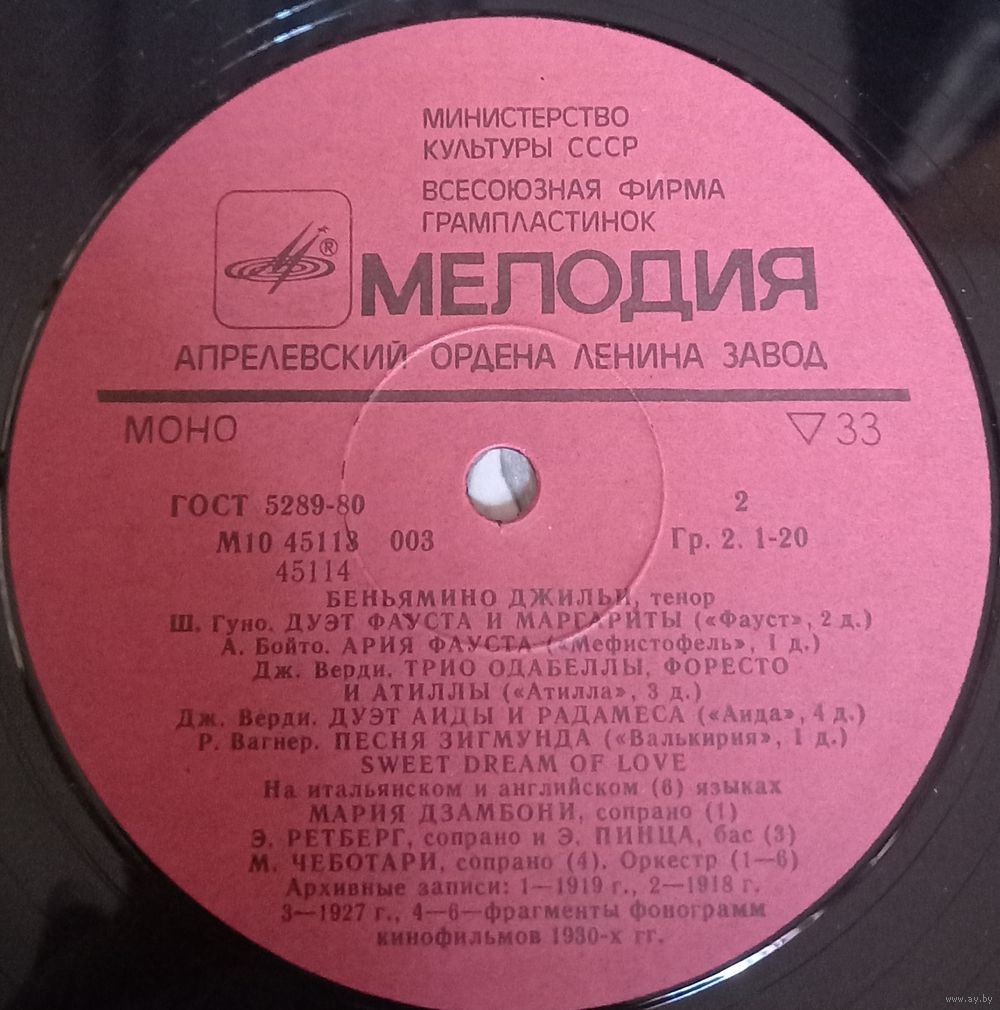 МИНИСТЕРСТВО
КУЛЬТУРЫ СССР
ВСЕСОЮЗНАЯ ФИРМА
ГРАМПЛАСТИНОК
®
МЕЛОДИЯ
АПРЕЛЕВСКИЙ ОРДЕНА ЛЕНИНА ЗАВОД
МОНО ▽ 33
ГОСТ 5289-80 2
М10 45113 003 Гр. 2. 1-20
45114
БЕНЬЯМИНО ДЖИЛЬИ, тенор
Ш. Гуно. ДУЭТ ФАУСТА И МАРГАРИТЫ («Фауст», 2 д.)
А. Бойто. АРИЯ ФАУСТА («Мефистофель», 1 д.)
Дж. Верди. ТРИО ОДАБЕЛЛЫ, ФОРЕСТО
И АТИЛЛЫ («Атилла», 3 д.)
Дж. Верди. ДУЭТ АИДЫ И РАДАМЕСА («Аида», 4 д.)
Р. Вагнер. ПЕСНЯ ЗИГМУНДА («Валькирия», 1 д.)
SWEET DREAM OF LOVE
На итальянском и английском (6) языках
МАРИЯ ДЗАМБОНИ, сопрано (1)
Э. РЕТБЕРГ, сопрано и Э. ПИНЦА, бас (3)
М. ЧЕБОТАРИ, сопрано (4). Оркестр (1—6)
Архивные записи: 1—1919 г., 2—1918 г.
3—1927 г., 4—6—фрагменты фонограмм
кинофильмов 1930-х гг.
www.ay.by